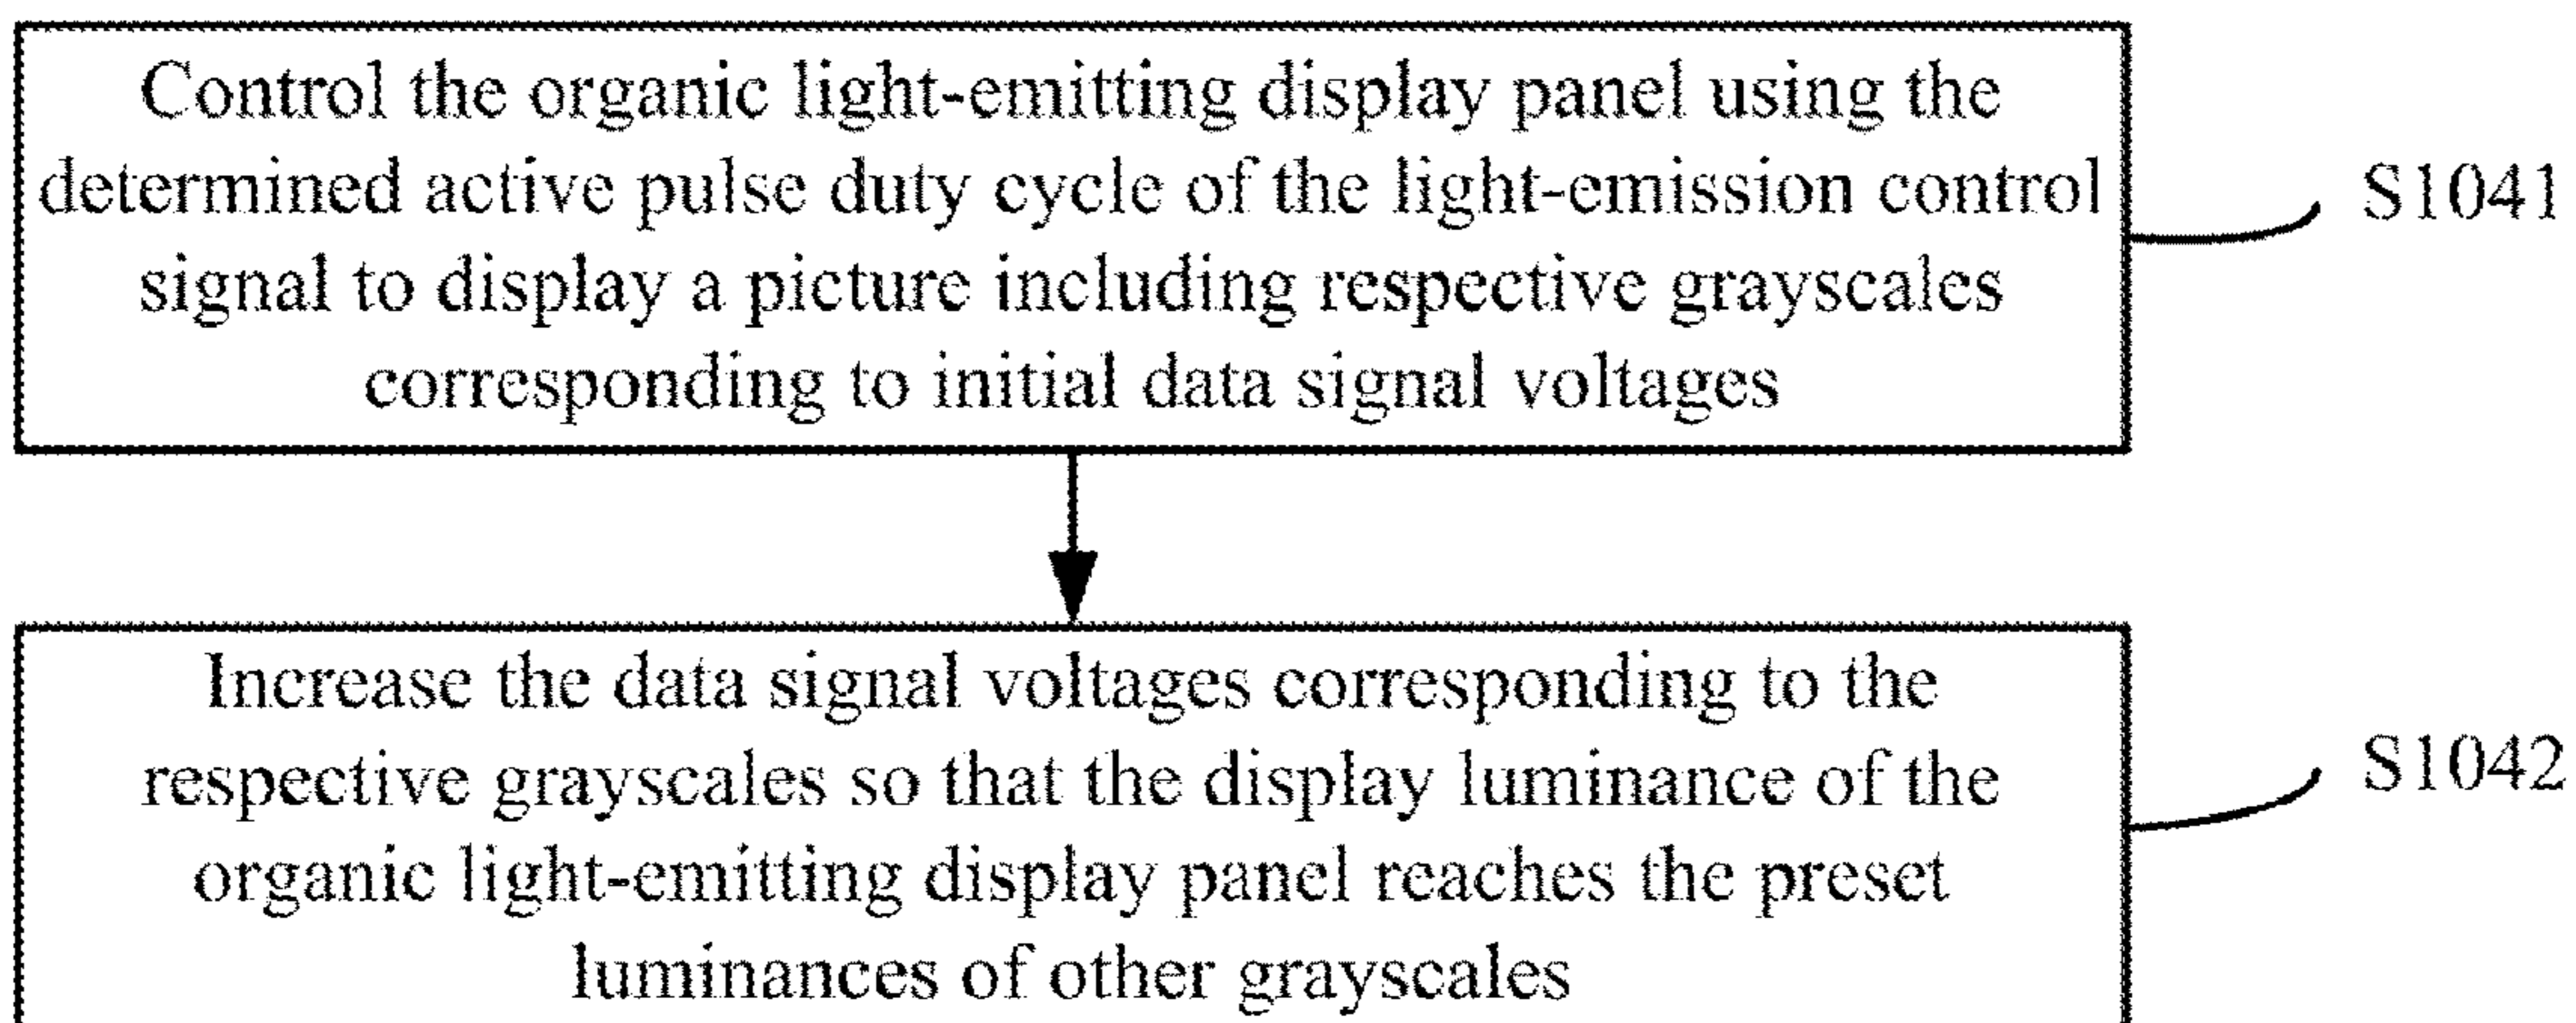 Control the organic light-emitting display panel using the
determined active pulse duty cycle of the light-emission control
signal to display a picture including respective grayscales
corresponding to initial data signal voltages
S1041
Increase the data signal voltages corresponding to the
respective grayscales so that the display luminance of the
organic light-emitting display panel reaches the preset
luminances of other grayscales
S1042